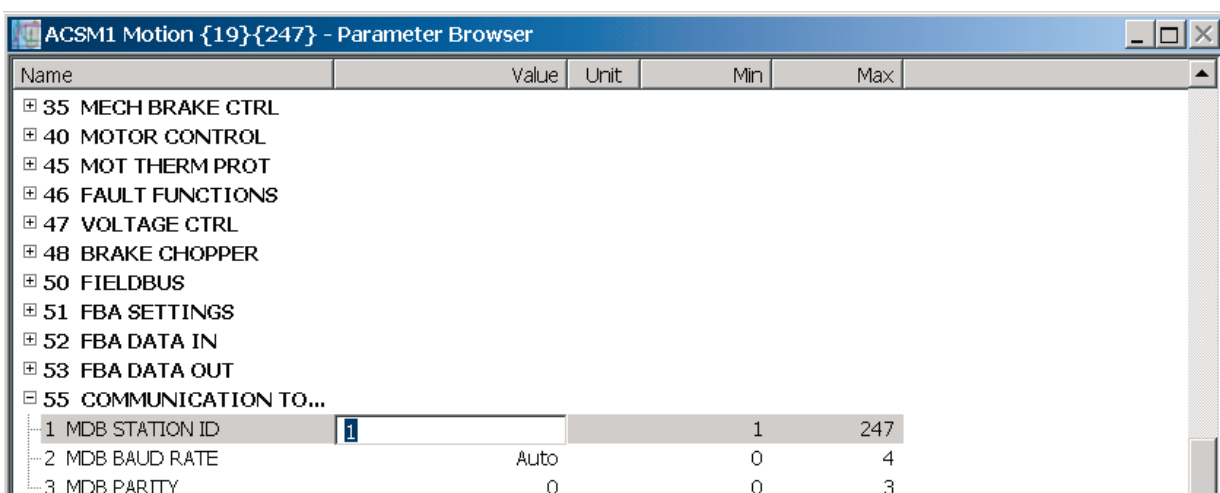 ACSM1 Motion {19}{247} - Parameter Browser
Name Value Unit Min Max
35 MECH BRAKE CTRL
40 MOTOR CONTROL
45 MOT THERM PROT
46 FAULT FUNCTIONS
47 VOLTAGE CTRL
48 BRAKE CHOPPER
50 FIELDBUS
51 FBA SETTINGS
52 FBA DATA IN
53 FBA DATA OUT
55 COMMUNICATION TO...
1 MDB STATION ID 1 1 247
2 MDB BAUD RATE Auto 0 4
3 MDB PARITY 0 0 3